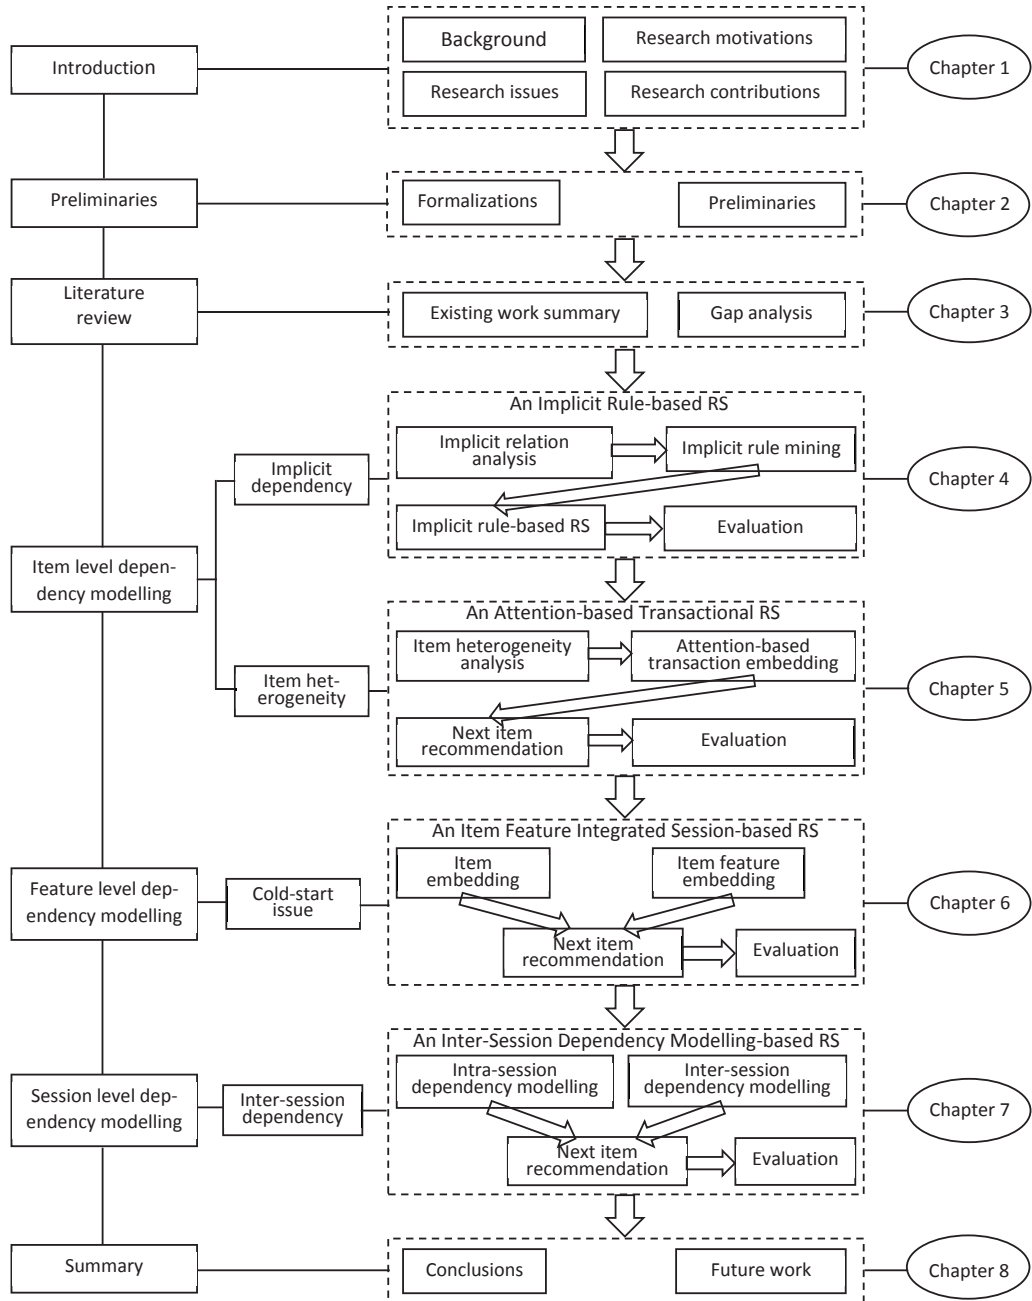 Introduction
Background
Research motivations
Research issues
Research contributions
Chapter 1
Preliminaries
Formalizations
Preliminaries
Chapter 2
Literature
review
Existing work summary
Gap analysis
Chapter 3
Item level depen-
dency modelling
Implicit
dependency
An Implicit Rule-based RS
Implicit relation
analysis
Implicit rule mining
Implicit rule-based RS
Evaluation
Chapter 4
Item het-
erogeneity
An Attention-based Transactional RS
Item heterogeneity
analysis
Attention-based
transaction embedding
Next item
recommendation
Evaluation
Chapter 5
Feature level dep-
endency modelling
Cold-start
issue
An Item Feature Integrated Session-based RS
Item
embedding
Item feature
embedding
Next item
recommendation
Evaluation
Chapter 6
Session level dep-
endency modelling
Inter-session
dependency
An Inter-Session Dependency Modelling-based RS
Intra-session
dependency modelling
Inter-session
dependency modelling
Next item
recommendation
Evaluation
Chapter 7
Summary
Conclusions
Future work
Chapter 8